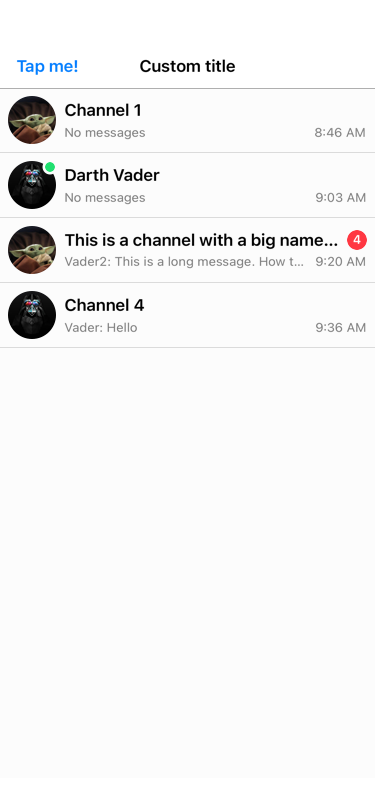 Tap me! Custom title
Channel 1
No messages 8:46 AM
Darth Vader
No messages 9:03 AM
This is a channel with a big name... 4
Vader2: This is a long message. How t... 9:20 AM
Channel 4
Vader: Hello 9:36 AM